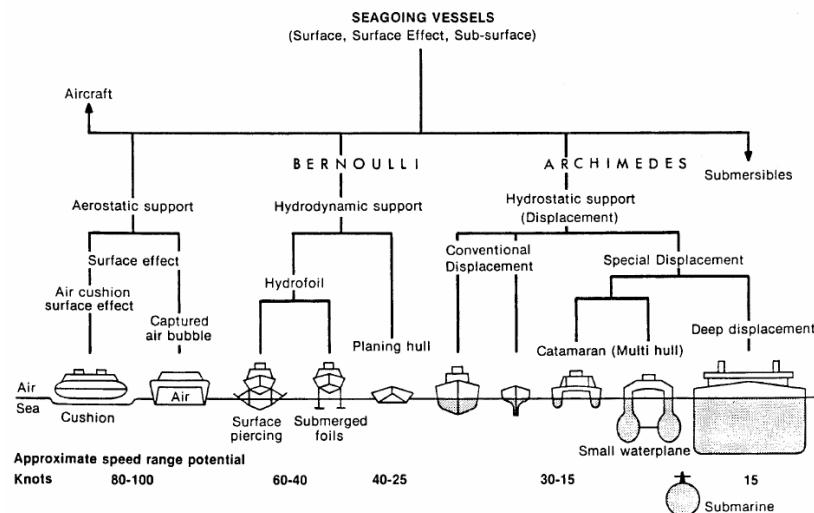 SEAGOING VESSELS
(Surface, Surface Effect, Sub-surface)
Aircraft
BERNOULLI
ARCHIMEDES
Submersibles
Aerostatic support
Hydrodynamic support
Hydrostatic support
(Displacement)
Surface effect
Conventional
Displacement
Special Displacement
Air cushion
surface effect
Captured
air bubble
Hydrofoil
Planing hull
Catamaran (Multi hull)
Deep displacement
Air
Sea
Cushion
Air
Surface
piercing
Submerged
foils
Small waterplane
Approximate speed range potential
Knots 80-100 60-40 40-25 30-15 15
Submarine